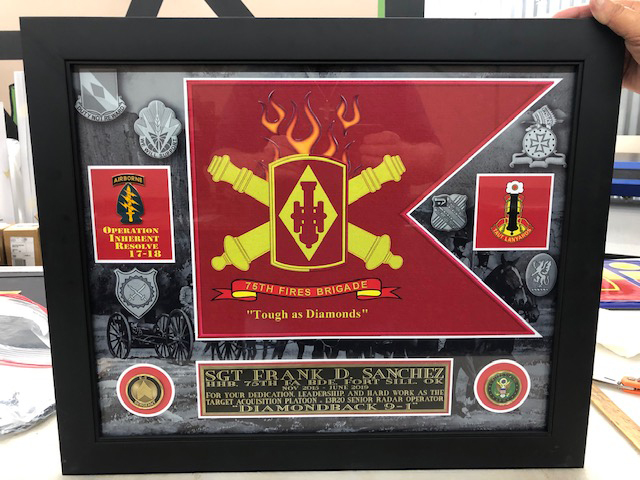 AIRBORNE
OPERATION
INHERENT
RESOLVE
17-18
75TH FIRES BRIGADE
"Tough as Diamonds"
SGT FRANK D. SANCHEZ
HHB, 75TH FA BDE, FORT SILL, OK
NOV 2015 - JUNE 2019
FOR YOUR DEDICATION, LEADERSHIP, AND HARD WORK AS THE
TARGET ACQUISITION PLATOON - 13R20 SENIOR RADAR OPERATOR
"DIAMONDBACK 9-1"